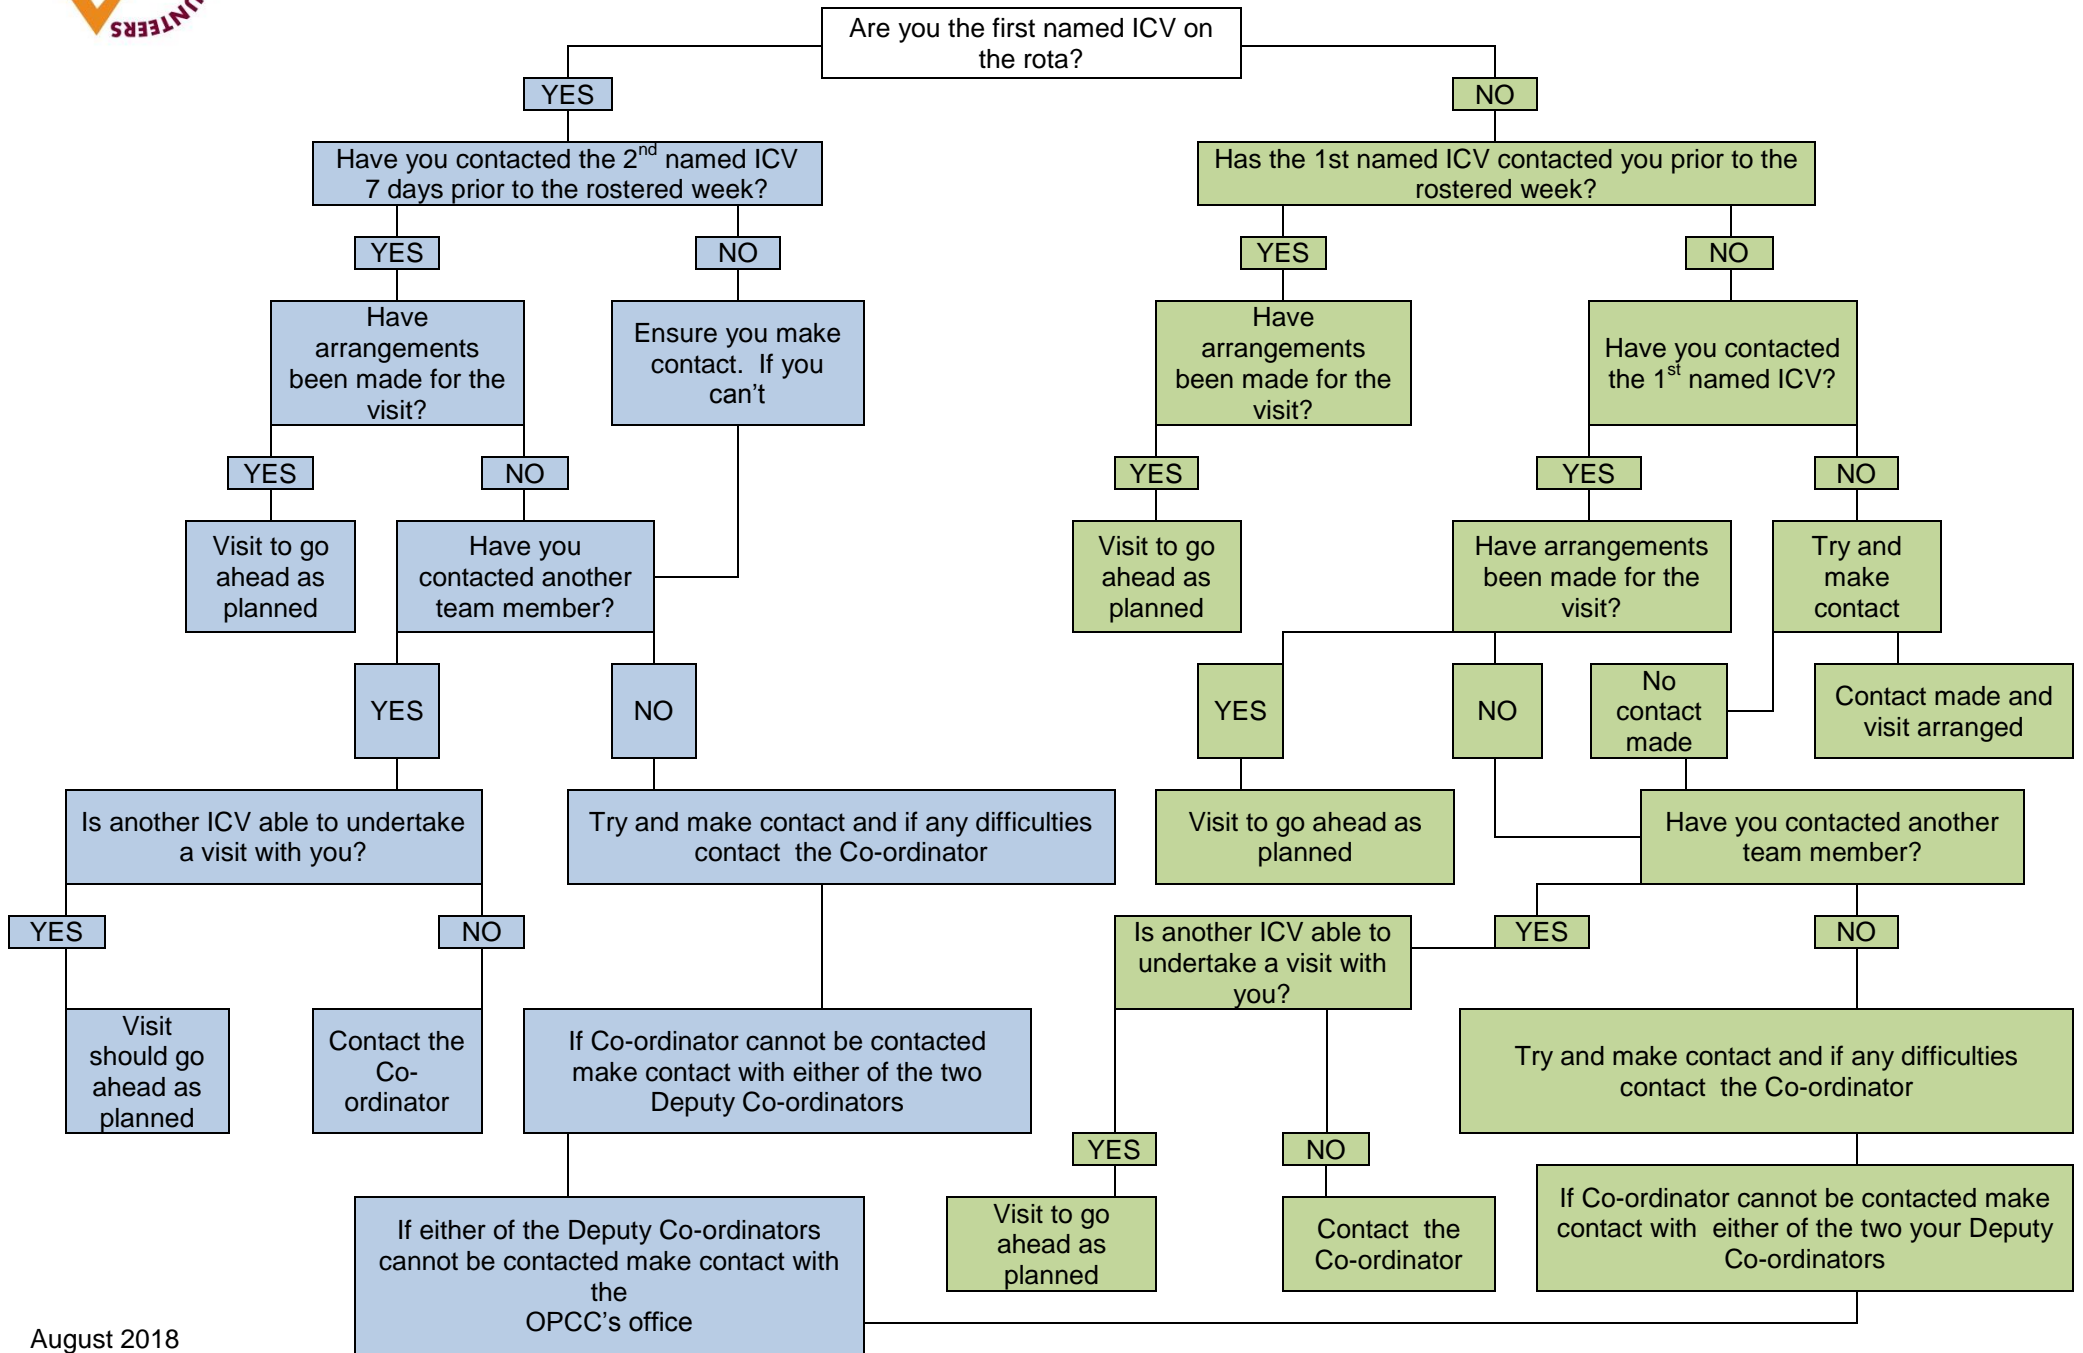 UNTEERS
Are you the first named ICV on
the rota?
YES
NO
Have you contacted the 2nd named ICV
7 days prior to the rostered week?
Has the 1st named ICV contacted you prior to the
rostered week?
YES
NO
YES
NO
Have
arrangements
been made for the
visit?
Ensure you make
contact.  If you
can't
Have
arrangements
been made for the
visit?
Have you contacted
the 1st named ICV?
YES
NO
YES
YES
NO
Visit to go
ahead as
planned
Have you
contacted another
team member?
Visit to go
ahead as
planned
Have arrangements
been made for the
visit?
Try and
make
contact
YES
NO
YES
NO
No
contact
made
Contact made and
visit arranged
Is another ICV able to undertake
a visit with you?
Try and make contact and if any difficulties
contact  the Co-ordinator
Visit to go ahead as
planned
Have you contacted another
team member?
YES
NO
Is another ICV able to
undertake a visit with
you?
YES
NO
Visit
should go
ahead as
planned
Contact the
Co-
ordinator
If Co-ordinator cannot be contacted
make contact with either of the two
Deputy Co-ordinators
Try and make contact and if any difficulties
contact  the Co-ordinator
YES
NO
If either of the Deputy Co-ordinators
cannot be contacted make contact with
the
OPCC's office
Visit to go
ahead as
planned
Contact  the
Co-ordinator
If Co-ordinator cannot be contacted make
contact with  either of the two your Deputy
Co-ordinators
August 2018